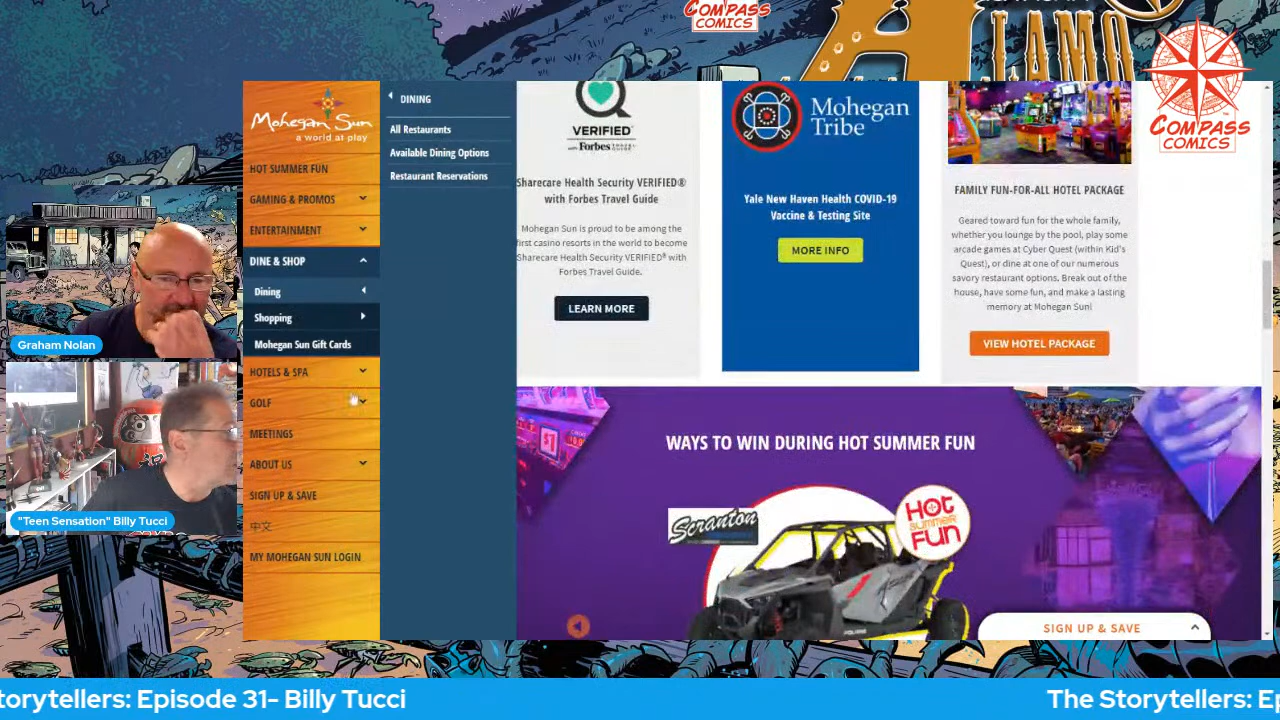 COMPASS
COMICS
ALAMO
COMPASS
COMICS
Mohegan Sun
a world at play
HOT SUMMER FUN
GAMING & PROMOS
ENTERTAINMENT
DINE & SHOP
Dining
Shopping
Mohegan Sun Gift Cards
HOTELS & SPA
GOLF
MEETINGS
ABOUT US
SIGN UP & SAVE
中文
MY MOHEGAN SUN LOGIN
DINING
All Restaurants
Available Dining Options
Restaurant Reservations
VERIFIED
with Forbes TRAVEL GUIDE
Sharecare Health Security VERIFIED®
with Forbes Travel Guide
Mohegan Sun is proud to be among the
first casino resorts in the world to become
Sharecare Health Security VERIFIED® with
Forbes Travel Guide.
LEARN MORE
Mohegan
Tribe
Yale New Haven Health COVID-19
Vaccine & Testing Site
MORE INFO
FAMILY FUN-FOR-ALL HOTEL PACKAGE
Geared toward fun for the whole family,
whether you lounge by the pool, play some
arcade games at Cyber Quest (within Kid's
Quest), or dine at one of our numerous
savory restaurant options. Break out of the
house, have some fun, and make a lasting
memory at Mohegan Sun!
VIEW HOTEL PACKAGE
WAYS TO WIN DURING HOT SUMMER FUN
$1
Scranton
HOT
SUMMER
FUN
SIGN UP & SAVE
Graham Nolan
"Teen Sensation" Billy Tucci
torytellers: Episode 31- Billy Tucci
The Storytellers: Ep